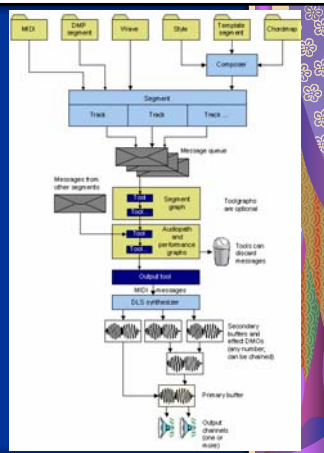 MIDI
DMP
segment
Wave
Style
Template
segment
Chordmap
Composer
Segment
Track
Track
Track ...
Message queue
Messages from
other segments
Tool
Tool...
Segment
graph
Toolgraphs
are optional
Tool
Tool...
Audiopath
and
performance
graphs
Tools can
discard
messages
Output tool
MIDI messages
DLS synthesizer
Secondary
buffers and
effect DMOs
(any number,
can be chained)
Primary buffer
Output
channels
(one or
more)